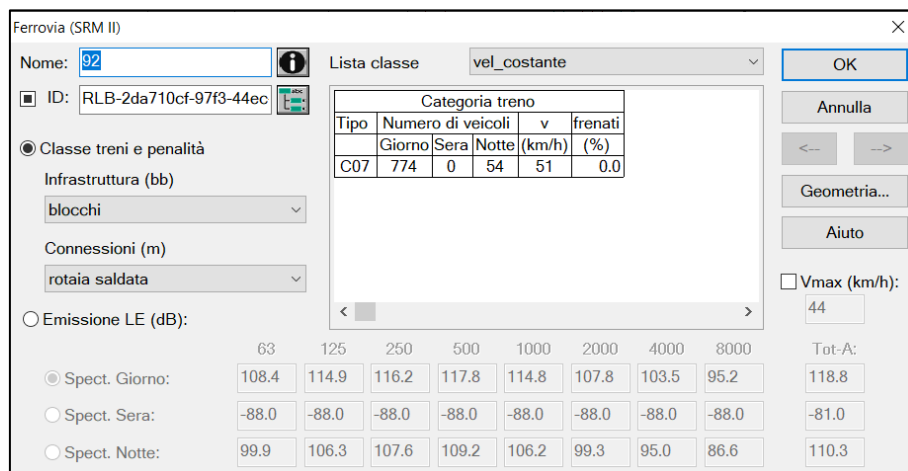 Ferrovia (SRM II)
Nome: 92 Lista classe vel_costante OK
ID: RLB-2da710cf-97f3-44ec Annulla
Categoria treno
Tipo Numero di veicoli v frenati
Giorno Sera Notte (km/h) (%)
C07 774 0 54 51 0.0
<-- -->
Classe treni e penalità
Infrastruttura (bb) Geometria...
blocchi
Aiuto
Connessioni (m)
rotaia saldata Vmax (km/h):
44
Emissione LE (dB):
63 125 250 500 1000 2000 4000 8000 Tot-A:
Spect. Giorno: 108.4 114.9 116.2 117.8 114.8 107.8 103.5 95.2 118.8
Spect. Sera: -88.0 -88.0 -88.0 -88.0 -88.0 -88.0 -88.0 -88.0 -81.0
Spect. Notte: 99.9 106.3 107.6 109.2 106.2 99.3 95.0 86.6 110.3